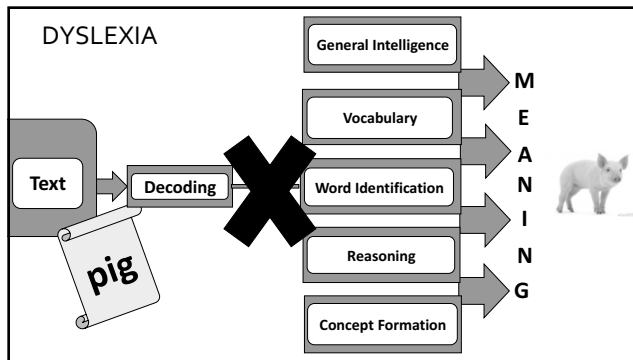 DYSLEXIA
General Intelligence
Vocabulary
Text
Decoding
Word Identification
Reasoning
Concept Formation
pig
M
E
A
N
I
N
G